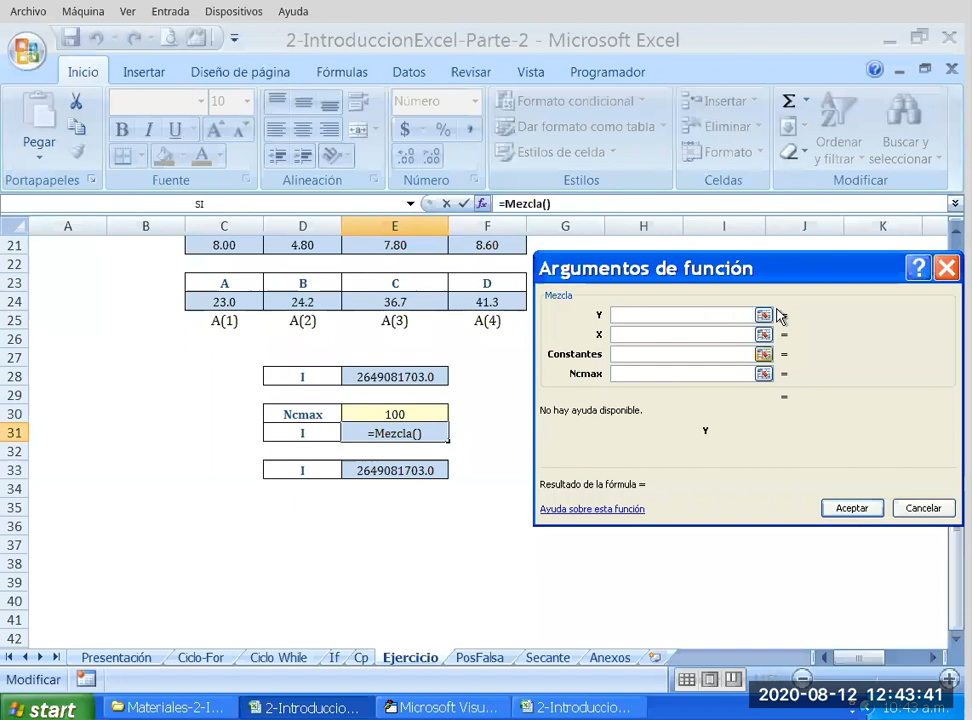 Archivo Máquina Ver Entrada Dispositivos Ayuda
2-IntroduccionExcel-Parte-2 - Microsoft Excel
Inicio Insertar Diseño de página Fórmulas Datos Revisar Vista Programador
10 Número Formato condicional Insertar Σ
Pegar N K S A A $ % Dar formato como tabla Eliminar Ordenar y filtrar Buscar y seleccionar
A Estilos de celda Formato
Portapapeles Fuente Alineación Número Estilos Celdas Modificar
SI fx =Mezcla()
A B C D E F G H I J K
21 8.00 4.80 7.80 8.60
22
23 A B C D
24 23.0 24.2 36.7 41.3
25 A(1) A(2) A(3) A(4)
26
27
28 I 2649081703.0
29
30 Ncmax 100
31 I =Mezcla()
32
33 I 2649081703.0
34
35
36
37
38
39
40
41
42
Argumentos de función ?
Mezcla
Y =
X =
Constantes =
Ncmax =
=
No hay ayuda disponible.
Y
Resultado de la fórmula =
Ayuda sobre esta función Aceptar Cancelar
Presentación Ciclo-For Ciclo While If Cp Ejercicio PosFalsa Secante Anexos
Modificar
2020-08-12 12:43:41
start Materiales-2-I... 2-Introduccio... Microsoft Visu... 2-Introduccio... 10:43 a.m.